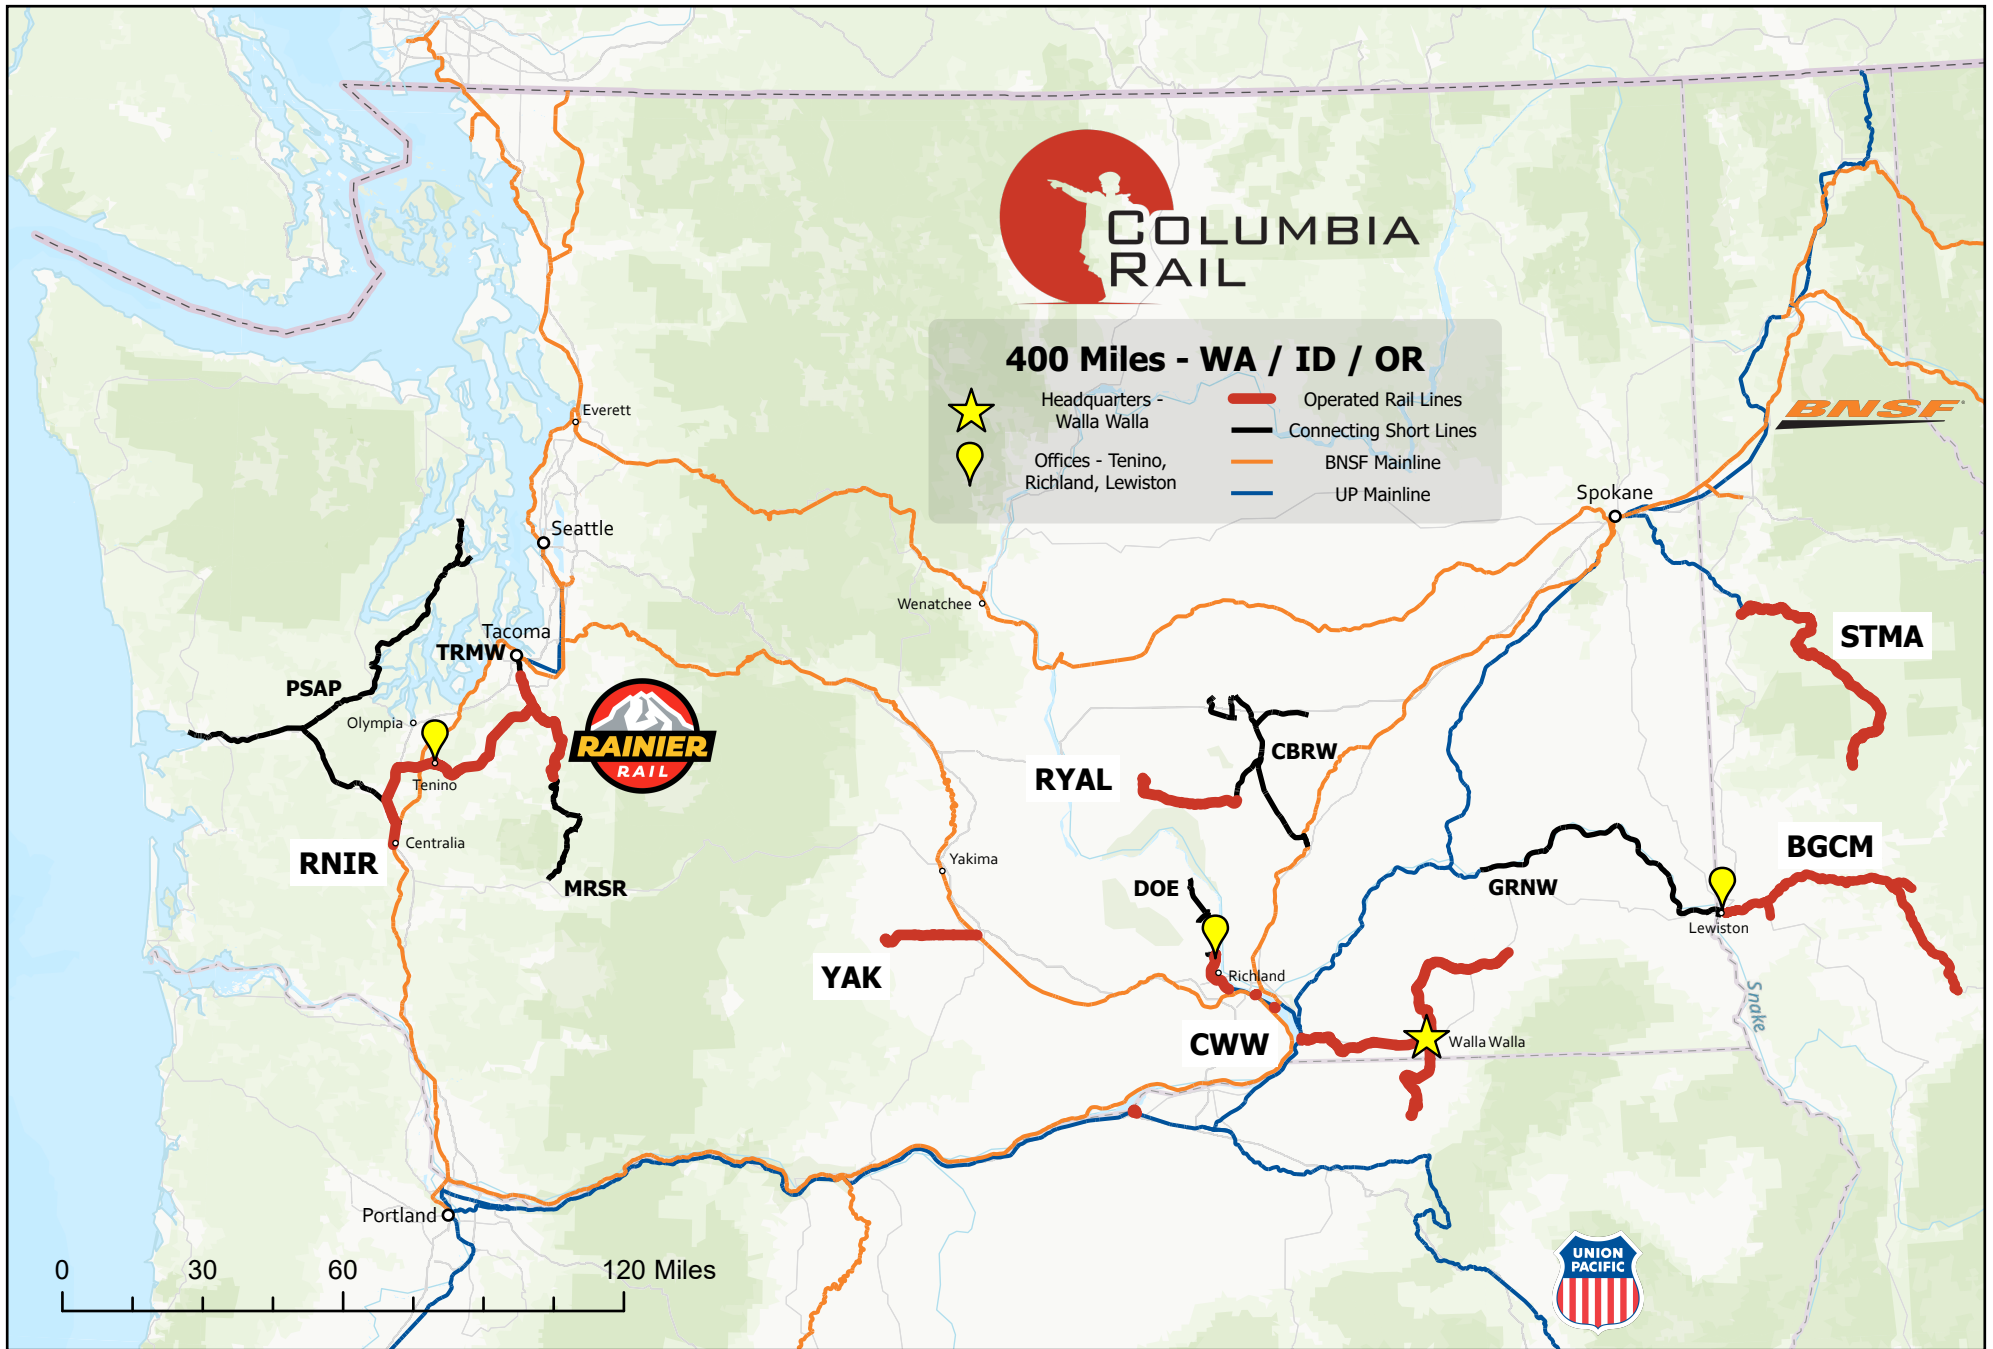 COLUMBIA
RAIL
400 Miles - WA / ID / OR
Headquarters -
Walla Walla
Offices - Tenino,
Richland, Lewiston
Operated Rail Lines
Connecting Short Lines
BNSF Mainline
UP Mainline
BNSF
Everett
Spokane
Seattle
Wenatchee
Tacoma
TRMW
STMA
PSAP
Olympia
RAINIER
RAIL
CBRW
RYAL
Tenino
Centralia
RNIR
MRSR
Yakima
DOE
GRNW
BGCM
Lewiston
YAK
Richland
Snake
CWW
Walla Walla
Portland
UNION
PACIFIC
0 30 60 120 Miles